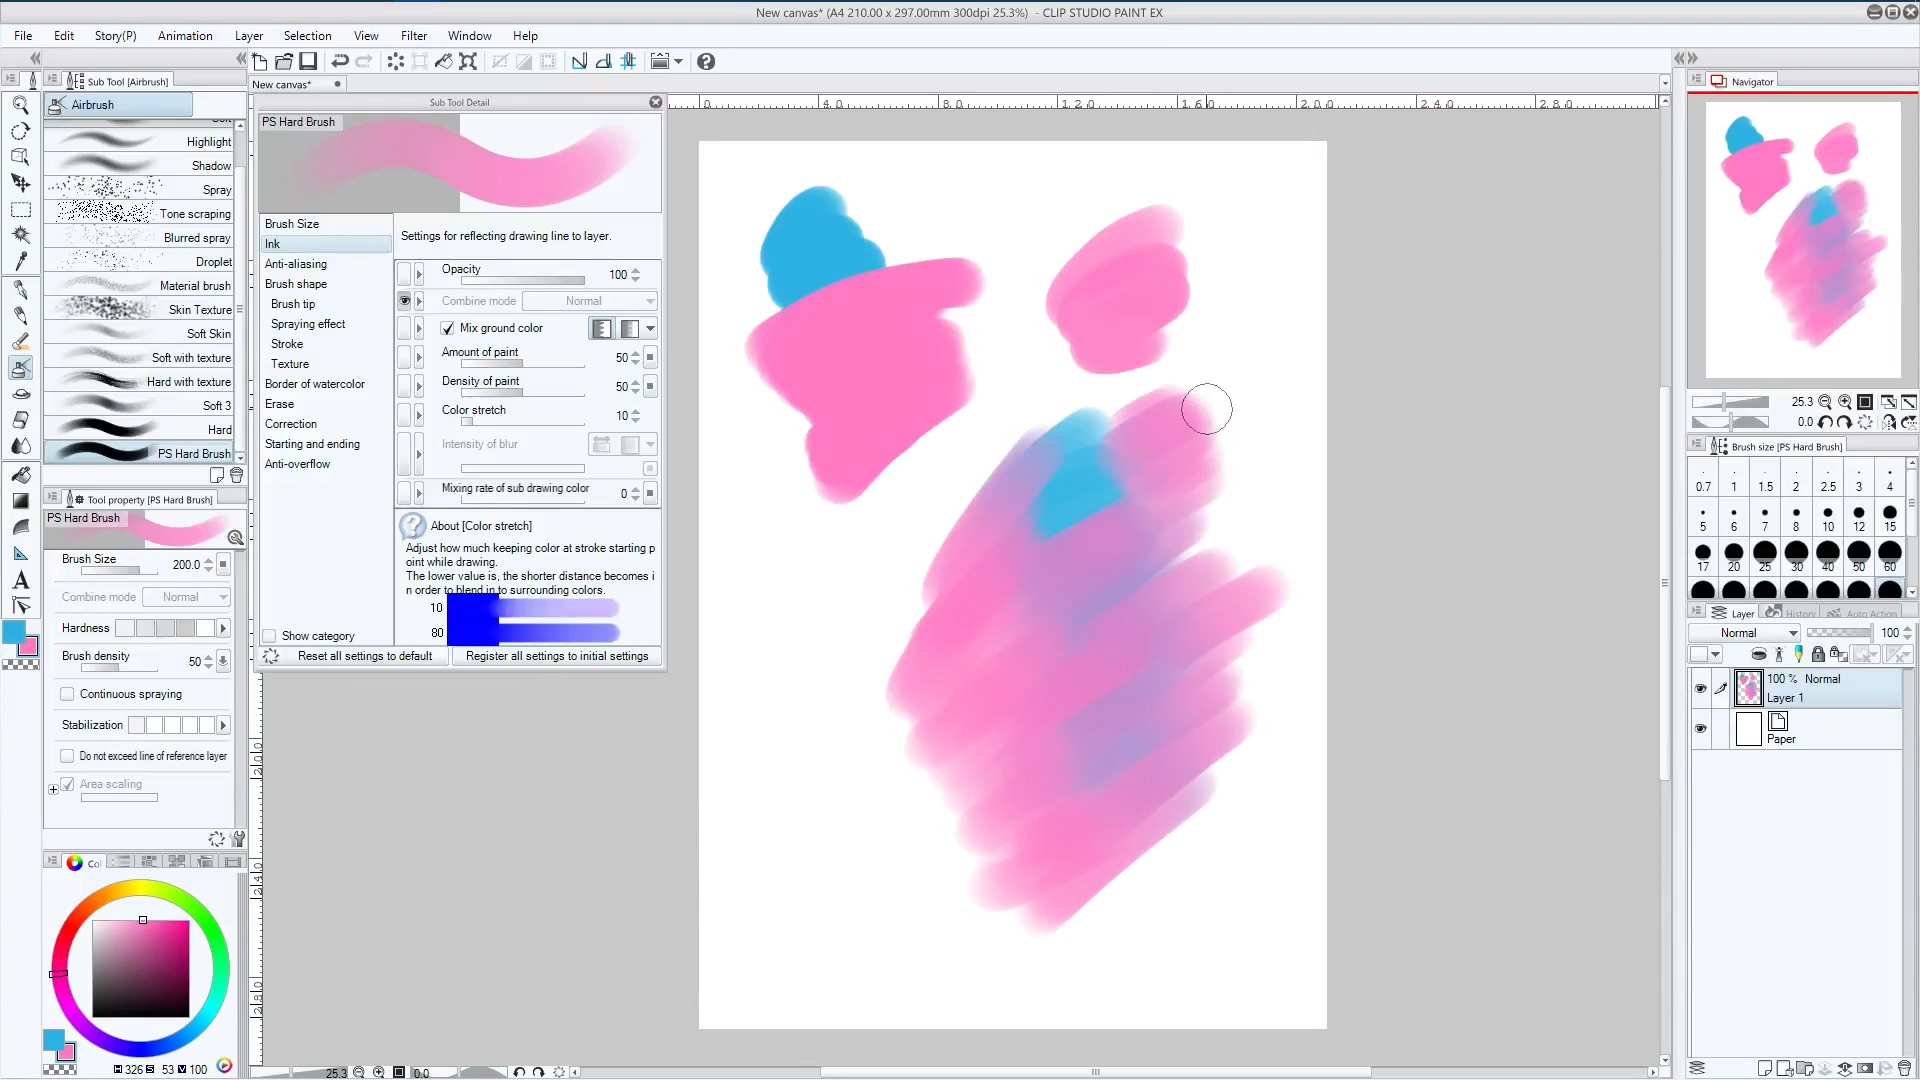 New canvas* (A4 210.00 x 297.00mm 300dpi 25.3%) - CLIP STUDIO PAINT EX
File Edit Story(P) Animation Layer Selection View Filter Window Help
Sub Tool [Airbrush]
Airbrush
Highlight
Shadow
Spray
Tone scraping
Blurred spray
Droplet
Material brush
Skin Texture
Soft Skin
Soft with texture
Hard with texture
Soft 3
Hard
PS Hard Brush
Tool property [PS Hard Brush]
PS Hard Brush
Brush Size 200.0
Combine mode Normal
Hardness
Brush density 50
Continuous spraying
Stabilization
Do not exceed line of reference layer
Area scaling
Col
H 326 S 53 V 100
New canvas*
Sub Tool Detail
PS Hard Brush
Brush Size
Ink
Anti-aliasing
Brush shape
Brush tip
Spraying effect
Stroke
Texture
Border of watercolor
Erase
Correction
Starting and ending
Anti-overflow
Show category
Settings for reflecting drawing line to layer.
Opacity 100
Combine mode Normal
Mix ground color
Amount of paint 50
Density of paint 50
Color stretch 10
Intensity of blur
Mixing rate of sub drawing color 0
About [Color stretch]
Adjust how much keeping color at stroke starting p
oint while drawing.
The lower value is, the shorter distance becomes i
n order to blend in to surrounding colors.
10
80
Reset all settings to default
Register all settings to initial settings
0 40 80 120 160 200 240 280
25.3 0.0
Navigator
25.3
0.0
Brush size [PS Hard Brush]
0.7 1 1.5 2 2.5 3 4
5 6 7 8 10 12 15
17 20 25 30 40 50 60
Layer History Auto Action
Normal 100
100 % Normal
Layer 1
Paper